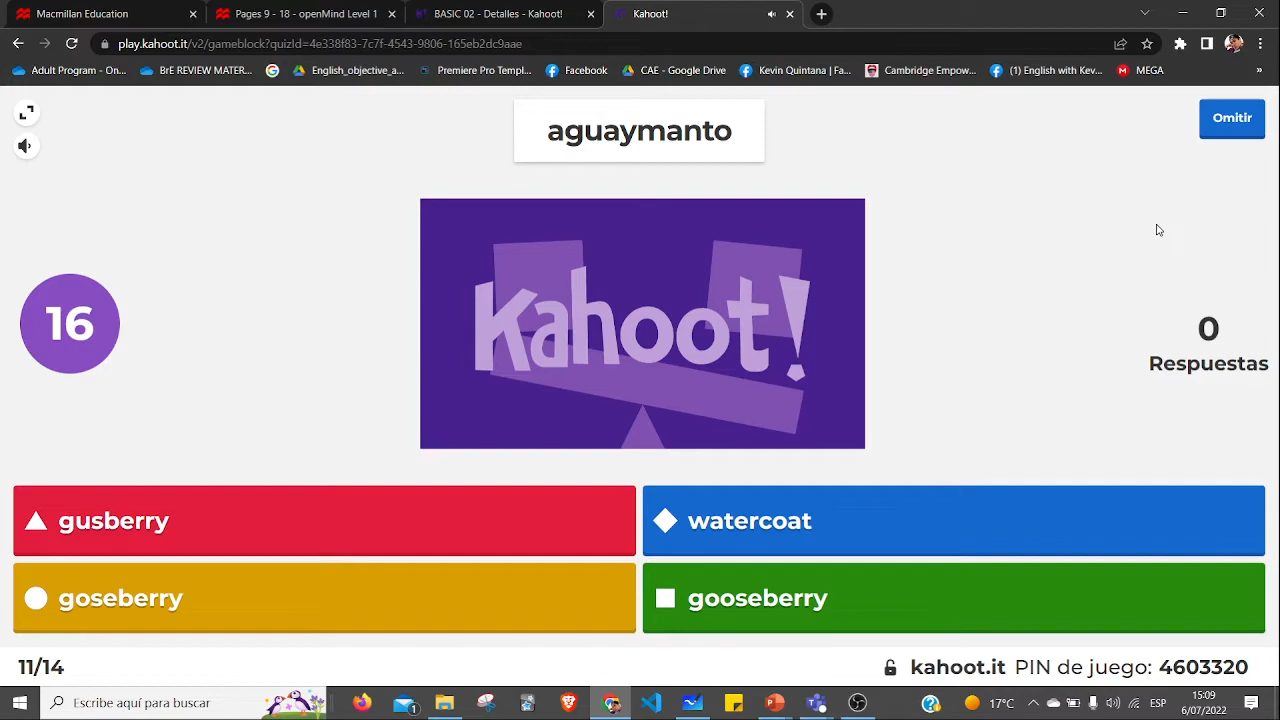 Macmillan Education
Pages 9 - 18 - openMind Level 1
BASIC 02 - Detalles - Kahoot!
Kahoot!
play.kahoot.it/v2/gameblock?quizId=4e338f83-7c7f-4543-9806-165eb2dc9aae
Adult Program - On...
BrE REVIEW MATER...
English_objective_a...
Premiere Pro Templ...
Facebook
CAE - Google Drive
Kevin Quintana | Fa...
Cambridge Empow...
(1) English with Kev...
MEGA
»
aguaymanto
Omitir
16
Kahoot!
0
Respuestas
gusberry
watercoat
goseberry
gooseberry
11/14
kahoot.it PIN de juego: 4603320
Escribe aquí para buscar
1
17°C
ESP
15:09
6/07/2022